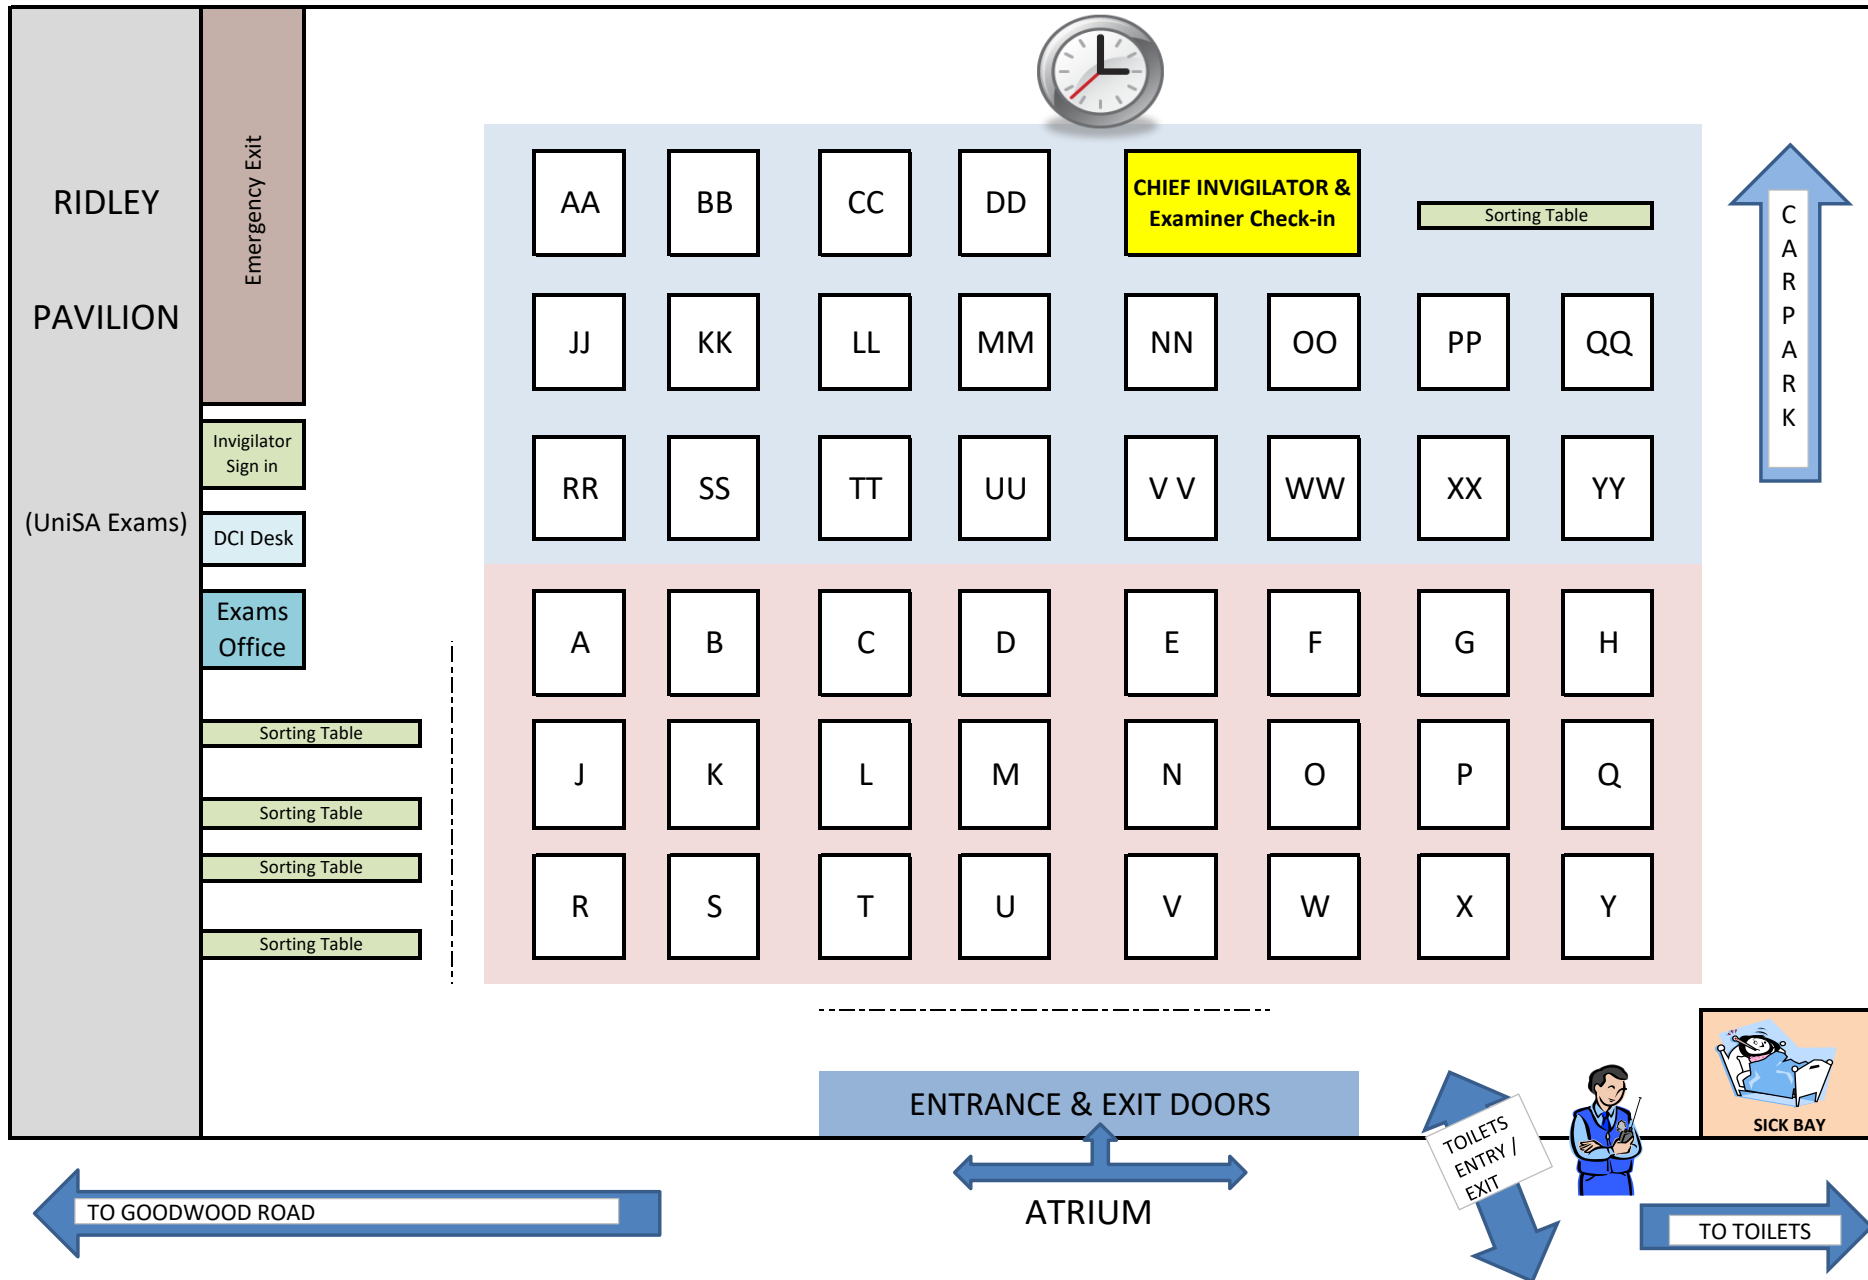 RIDLEY
PAVILION
(UniSA Exams)
Emergency Exit
Invigilator
Sign in
DCI Desk
Exams
Office
Sorting Table
Sorting Table
Sorting Table
Sorting Table
AA BB CC DD
CHIEF INVIGILATOR &
Examiner Check-in
Sorting Table
JJ KK LL MM NN OO PP QQ
RR SS TT UU V V WW XX YY
A B C D E F G H
J K L M N O P Q
R S T U V W X Y
C
A
R
P
A
R
K
ENTRANCE & EXIT DOORS
ATRIUM
TO GOODWOOD ROAD
TOILETS
ENTRY /
EXIT
SICK BAY
TO TOILETS